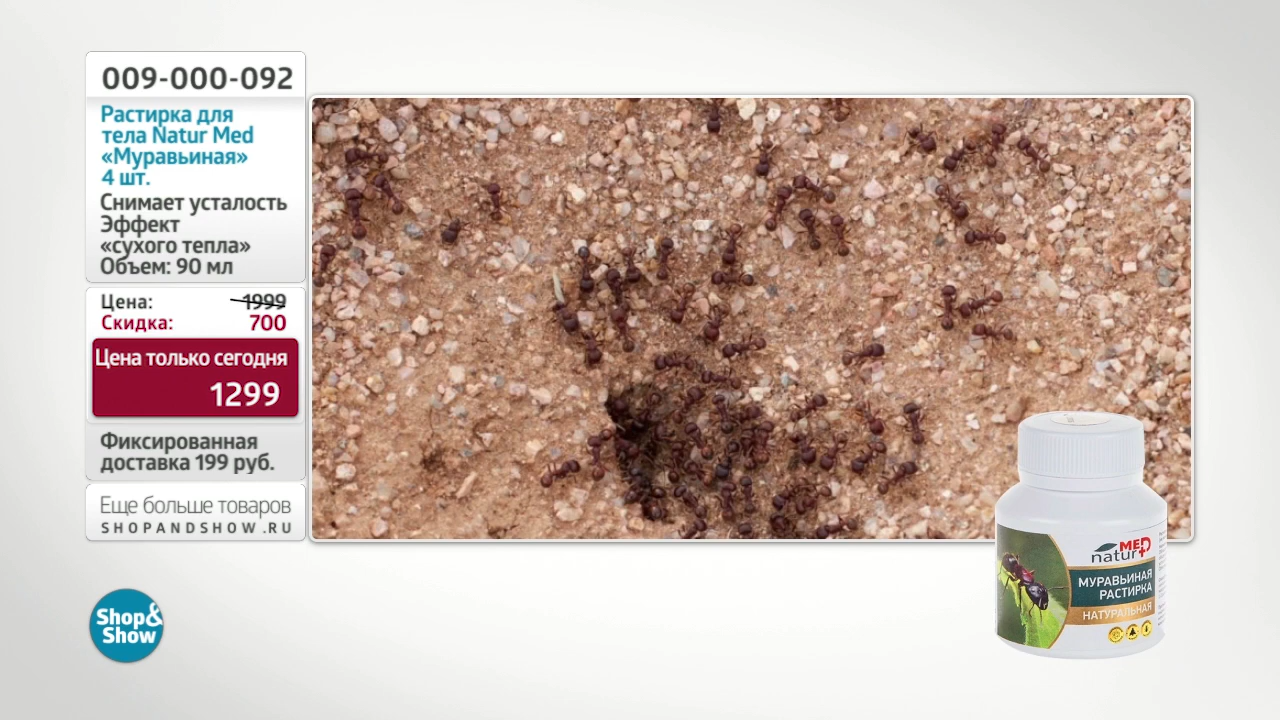 009-000-092
Растирка для
тела Natur Med
«Муравьиная»
4 шт.
Снимает усталость
Эффект
«сухого тепла»
Объем: 90 мл
Цена: 1999
Скидка: 700
Цена только сегодня
1299
Фиксированная
доставка 199 руб.
Еще больше товаров
SHOPANDSHOW.RU
Shop&
Show
MED
natur
МУРАВЬИНАЯ
РАСТИРКА
НАТУРАЛЬНАЯ